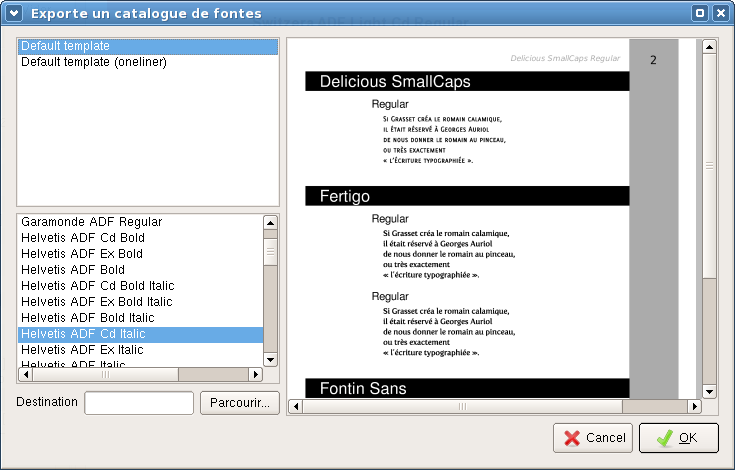 Exporte un catalogue de fontes
Default template
Default template (oneliner)
Garamonde ADF Regular
Helvetis ADF Cd Bold
Helvetis ADF Ex Bold
Helvetis ADF Bold
Helvetis ADF Cd Bold Italic
Helvetis ADF Ex Bold Italic
Helvetis ADF Bold Italic
Helvetis ADF Cd Italic
Helvetis ADF Ex Italic
Helvetis ADF Italic
Destination
Parcourir...
Delicious SmallCaps Regular
2
Delicious SmallCaps
Regular
Si Grasset créa le romain calamique,
il était réservé à Georges Auriol
de nous donner le romain au pinceau,
ou très exactement
« l'écriture typographiée ».
Fertigo
Regular
Si Grasset créa le romain calamique,
il était réservé à Georges Auriol
de nous donner le romain au pinceau,
ou très exactement
« l'écriture typographiée ».
Regular
Si Grasset créa le romain calamique,
il était réservé à Georges Auriol
de nous donner le romain au pinceau,
ou très exactement
« l'écriture typographiée ».
Fontin Sans
Cancel
OK